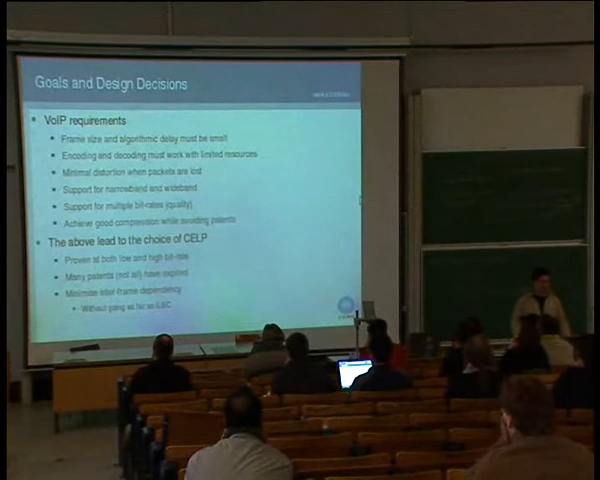 Goals and Design Decisions
VoIP requirements
Frame size and algorithmic delay must be small
Encoding and decoding must work with limited resources
Minimal distortion when packets are lost
Support for narrowband and wideband
Support for multiple bit-rates (quality)
Achieve good compression while avoiding patents
The above lead to the choice of CELP
Proven at both low and high bit-rate
Many patents (not all) have expired
Minimise inter-frame dependency
Without going as far as iLBC